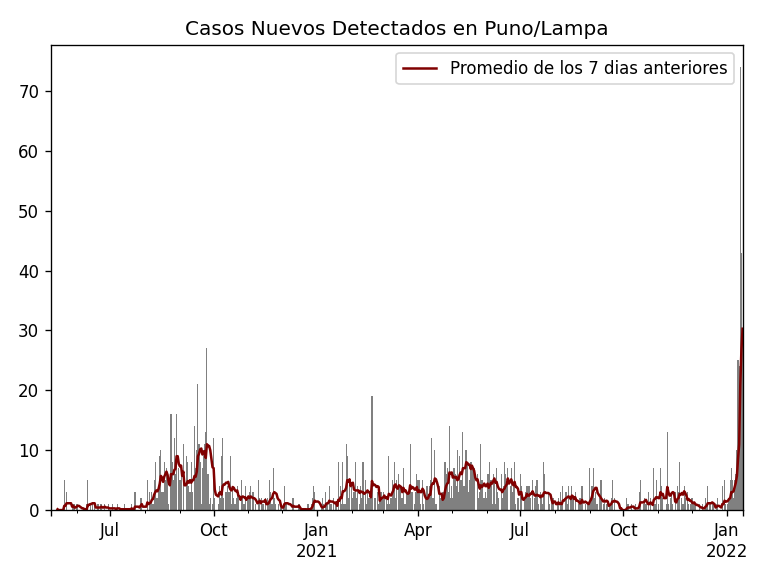 Casos Nuevos Detectados en Puno/Lampa
Promedio de los 7 dias anteriores
70
60
50
40
30
20
10
0
Jul
Oct
Jan
2021
Apr
Jul
Oct
Jan
2022